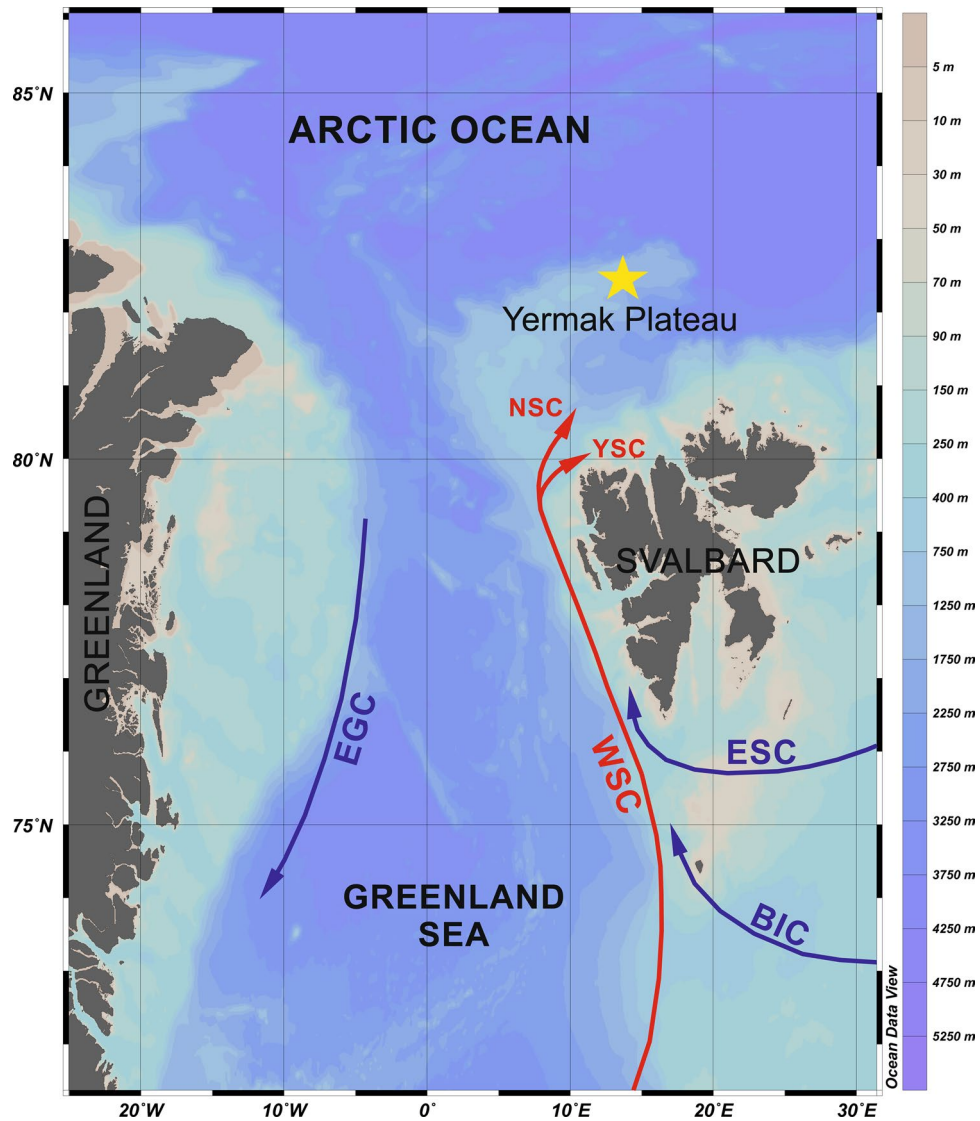 85°N
ARCTIC OCEAN
Yermak Plateau
NSC
YSC
80°N
GREENLAND
SVALBARD
EGC
WSC
ESC
75°N
GREENLAND
SEA
BIC
20°W
10°W
0°
10°E
20°E
30°E
5 m
10 m
30 m
50 m
70 m
90 m
150 m
250 m
400 m
750 m
1250 m
1750 m
2250 m
2750 m
3250 m
3750 m
4250 m
4750 m
5250 m
Ocean Data View